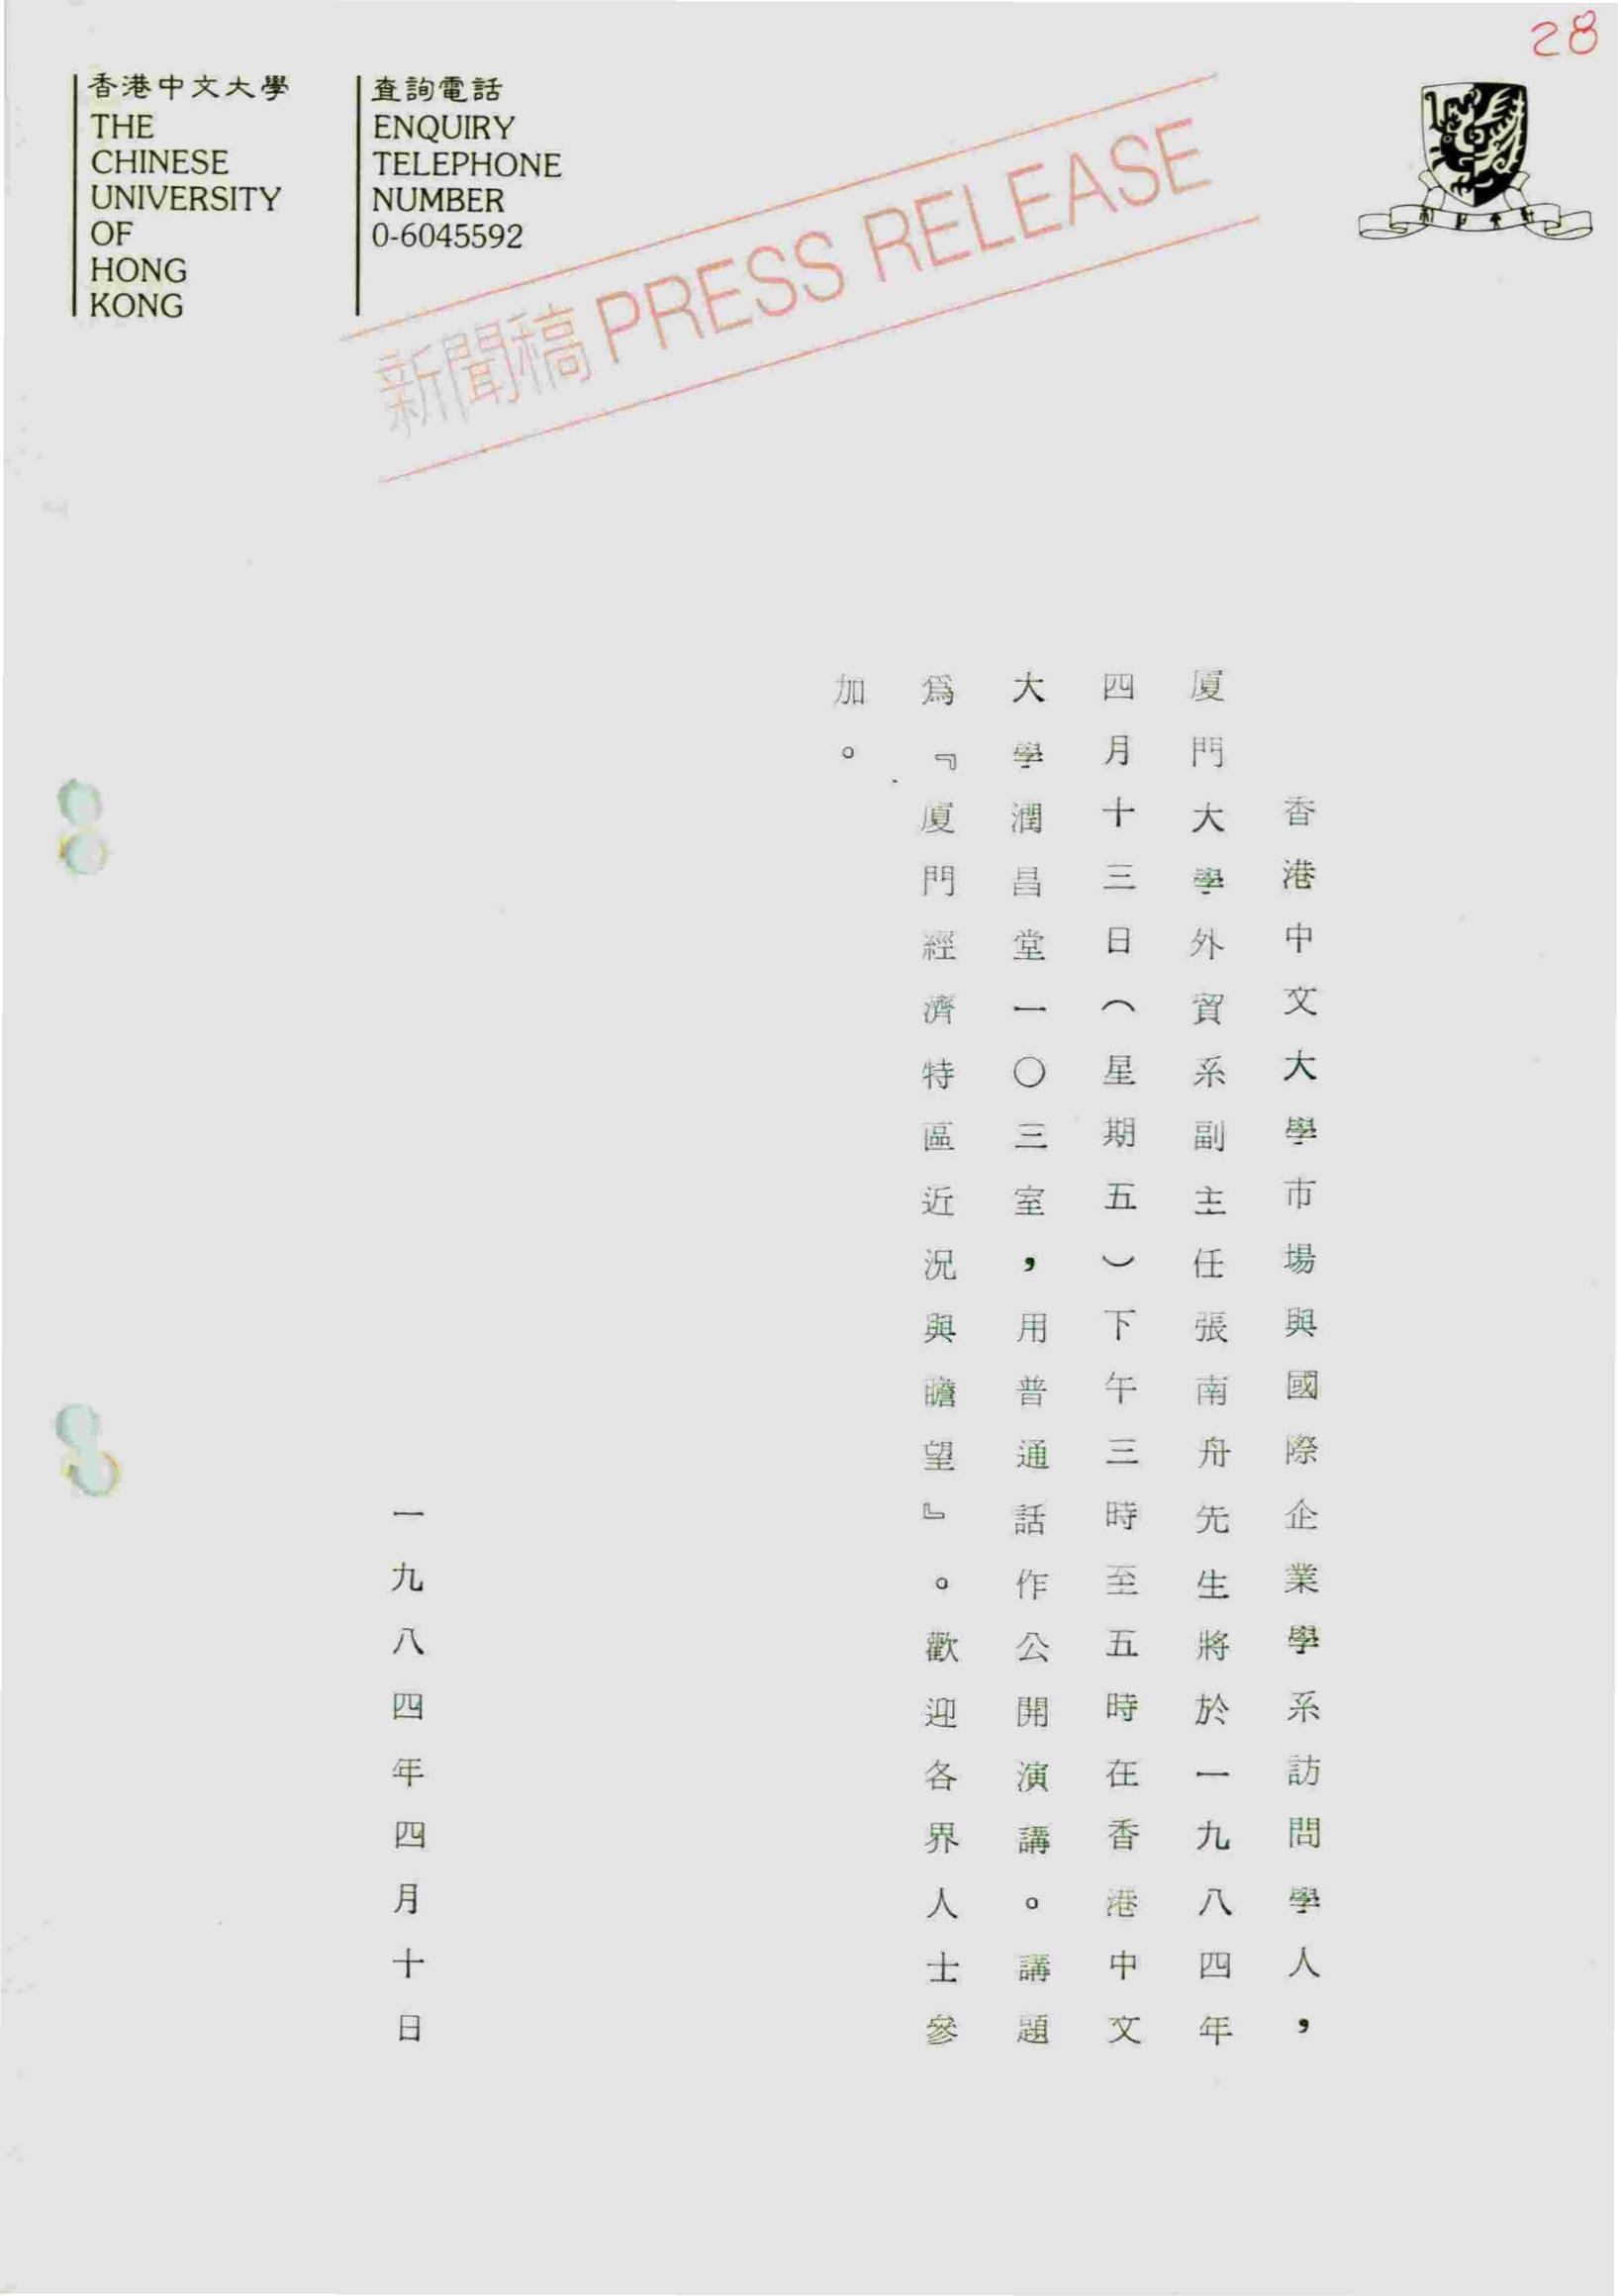 28
香港中文大學
THE
CHINESE
UNIVERSITY
OF
HONG
KONG
查詢電話
ENQUIRY
TELEPHONE
NUMBER
0-6045592
新聞稿 PRESS RELEASE
香港中文大學市場與國際企業學系訪問學人，
厦門大學外貿系副主任張南舟先生將於一九八四年
四月十三日（星期五）下午三時至五時在香港中文
大學潤昌堂一〇三室，用普通話作公開演講。講題
爲『厦門經濟特區近況與瞻望』。歡迎各界人士參
加。
一九八四年四月十日